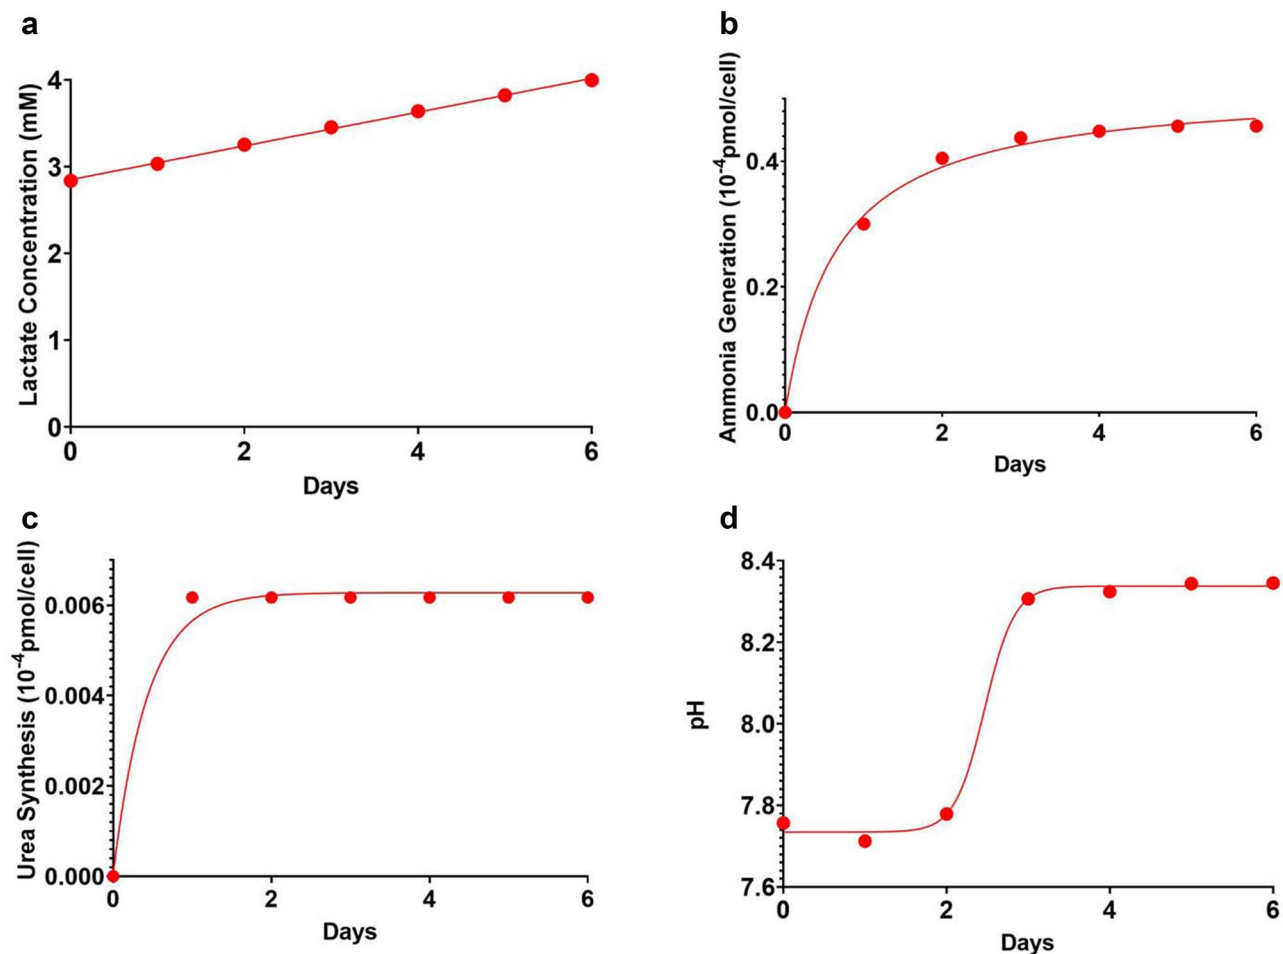 a
Lactate Concentration (mM)
4
3
2
1
0
0 2 4 6
Days
b
Ammonia Generation (10-4pmol/cell)
0.4
0.2
0.0
0 2 4 6
Days
c
Urea Synthesis (10-4pmol/cell)
0.006
0.004
0.002
0.000
0 2 4 6
Days
d
pH
8.4
8.2
8.0
7.8
7.6
0 2 4 6
Days